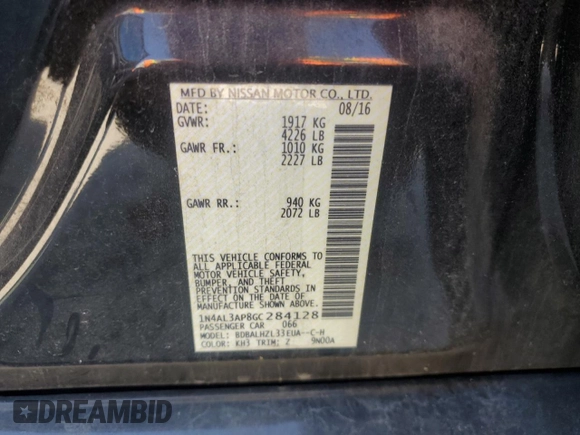 MFD BY NISSAN MOTOR CO., LTD.
DATE: 08/16
GVWR: 1917 KG
4226 LB
GAWR FR.: 1010 KG
2227 LB
GAWR RR.: 940 KG
2072 LB
THIS VEHICLE CONFORMS TO
ALL APPLICABLE FEDERAL
MOTOR VEHICLE SAFETY,
BUMPER, AND THEFT
PREVENTION STANDARDS IN
EFFECT ON THE DATE OF
MANUFACTURE SHOWN ABOVE.
1N4AL3AP8GC284128
PASSENGER CAR 066
MODEL: BDBALHZL33EUA--C-H
COLOR: KH3 TRIM: Z 9N00A
DREAMBID